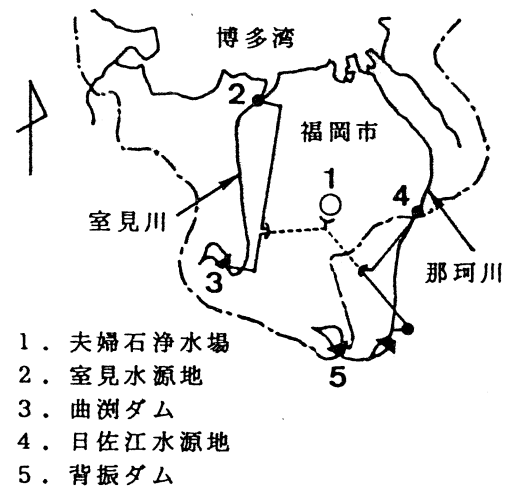 博多湾
2
福岡市
1
4
室見川
3
那珂川
5
1．夫婦石浄水場
2．室見水源地
3．曲渕ダム
4．日佐江水源地
5．背振ダム